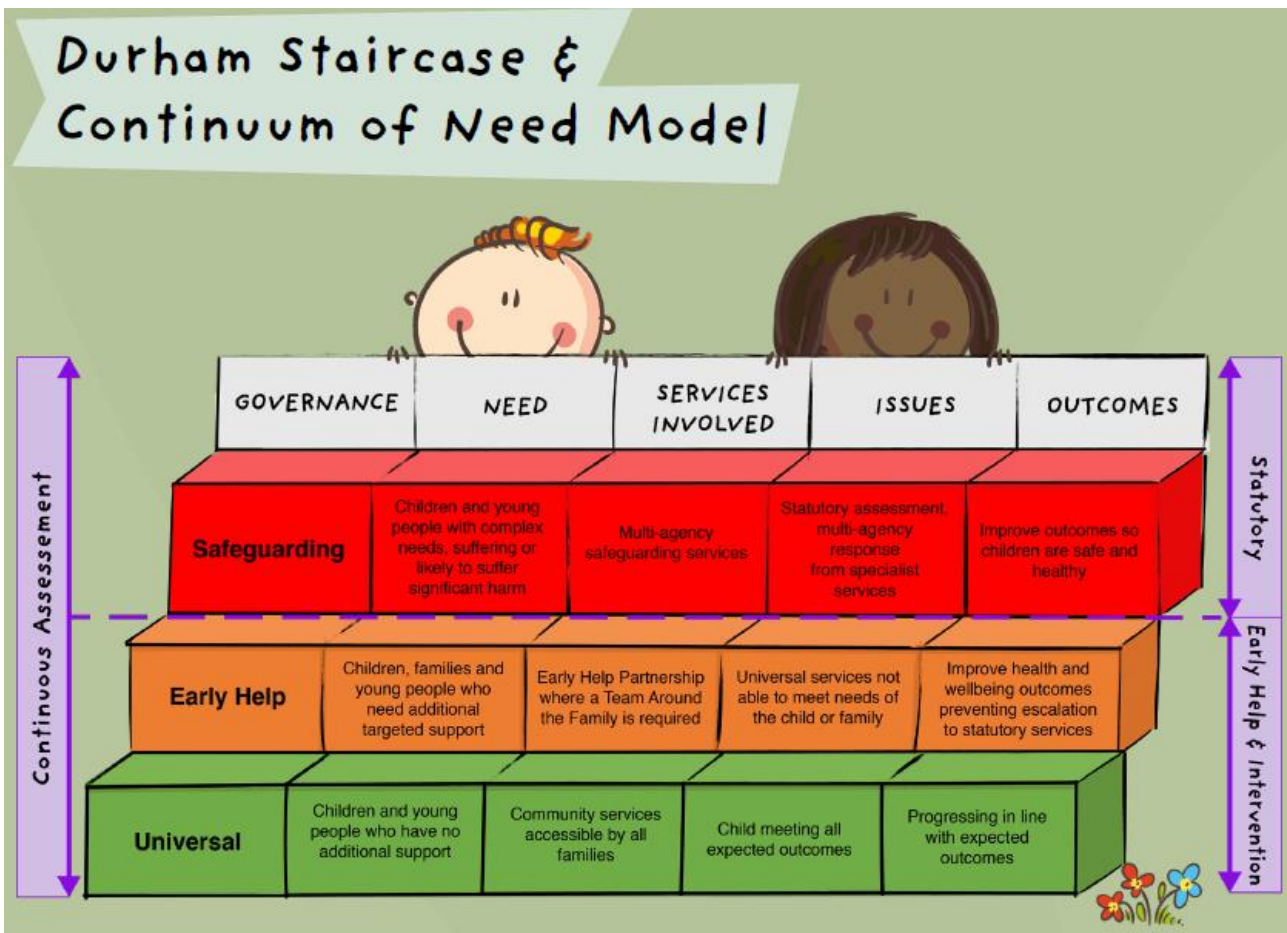 Durham Staircase &
Continuum of Need Model
GOVERNANCE
NEED
SERVICES
INVOLVED
ISSUES
OUTCOMES
Continuous Assessment
Statutory
Early Help & Intervention
Safeguarding
Children and young
people with complex
needs, suffering or
likely to suffer
significant harm
Multi-agency
safeguarding services
Statutory assessment,
multi-agency
response
from specialist
services
Improve outcomes so
children are safe and
healthy
Early Help
Children, families and
young people who
need additional
targeted support
Early Help Partnership
where a Team Around
the Family is required
Universal services not
able to meet needs of
the child or family
Improve health and
wellbeing outcomes
preventing escalation
to statutory services
Universal
Children and young
people who have no
additional support
Community services
accessible by all
families
Child meeting all
expected outcomes
Progressing in line
with expected
outcomes